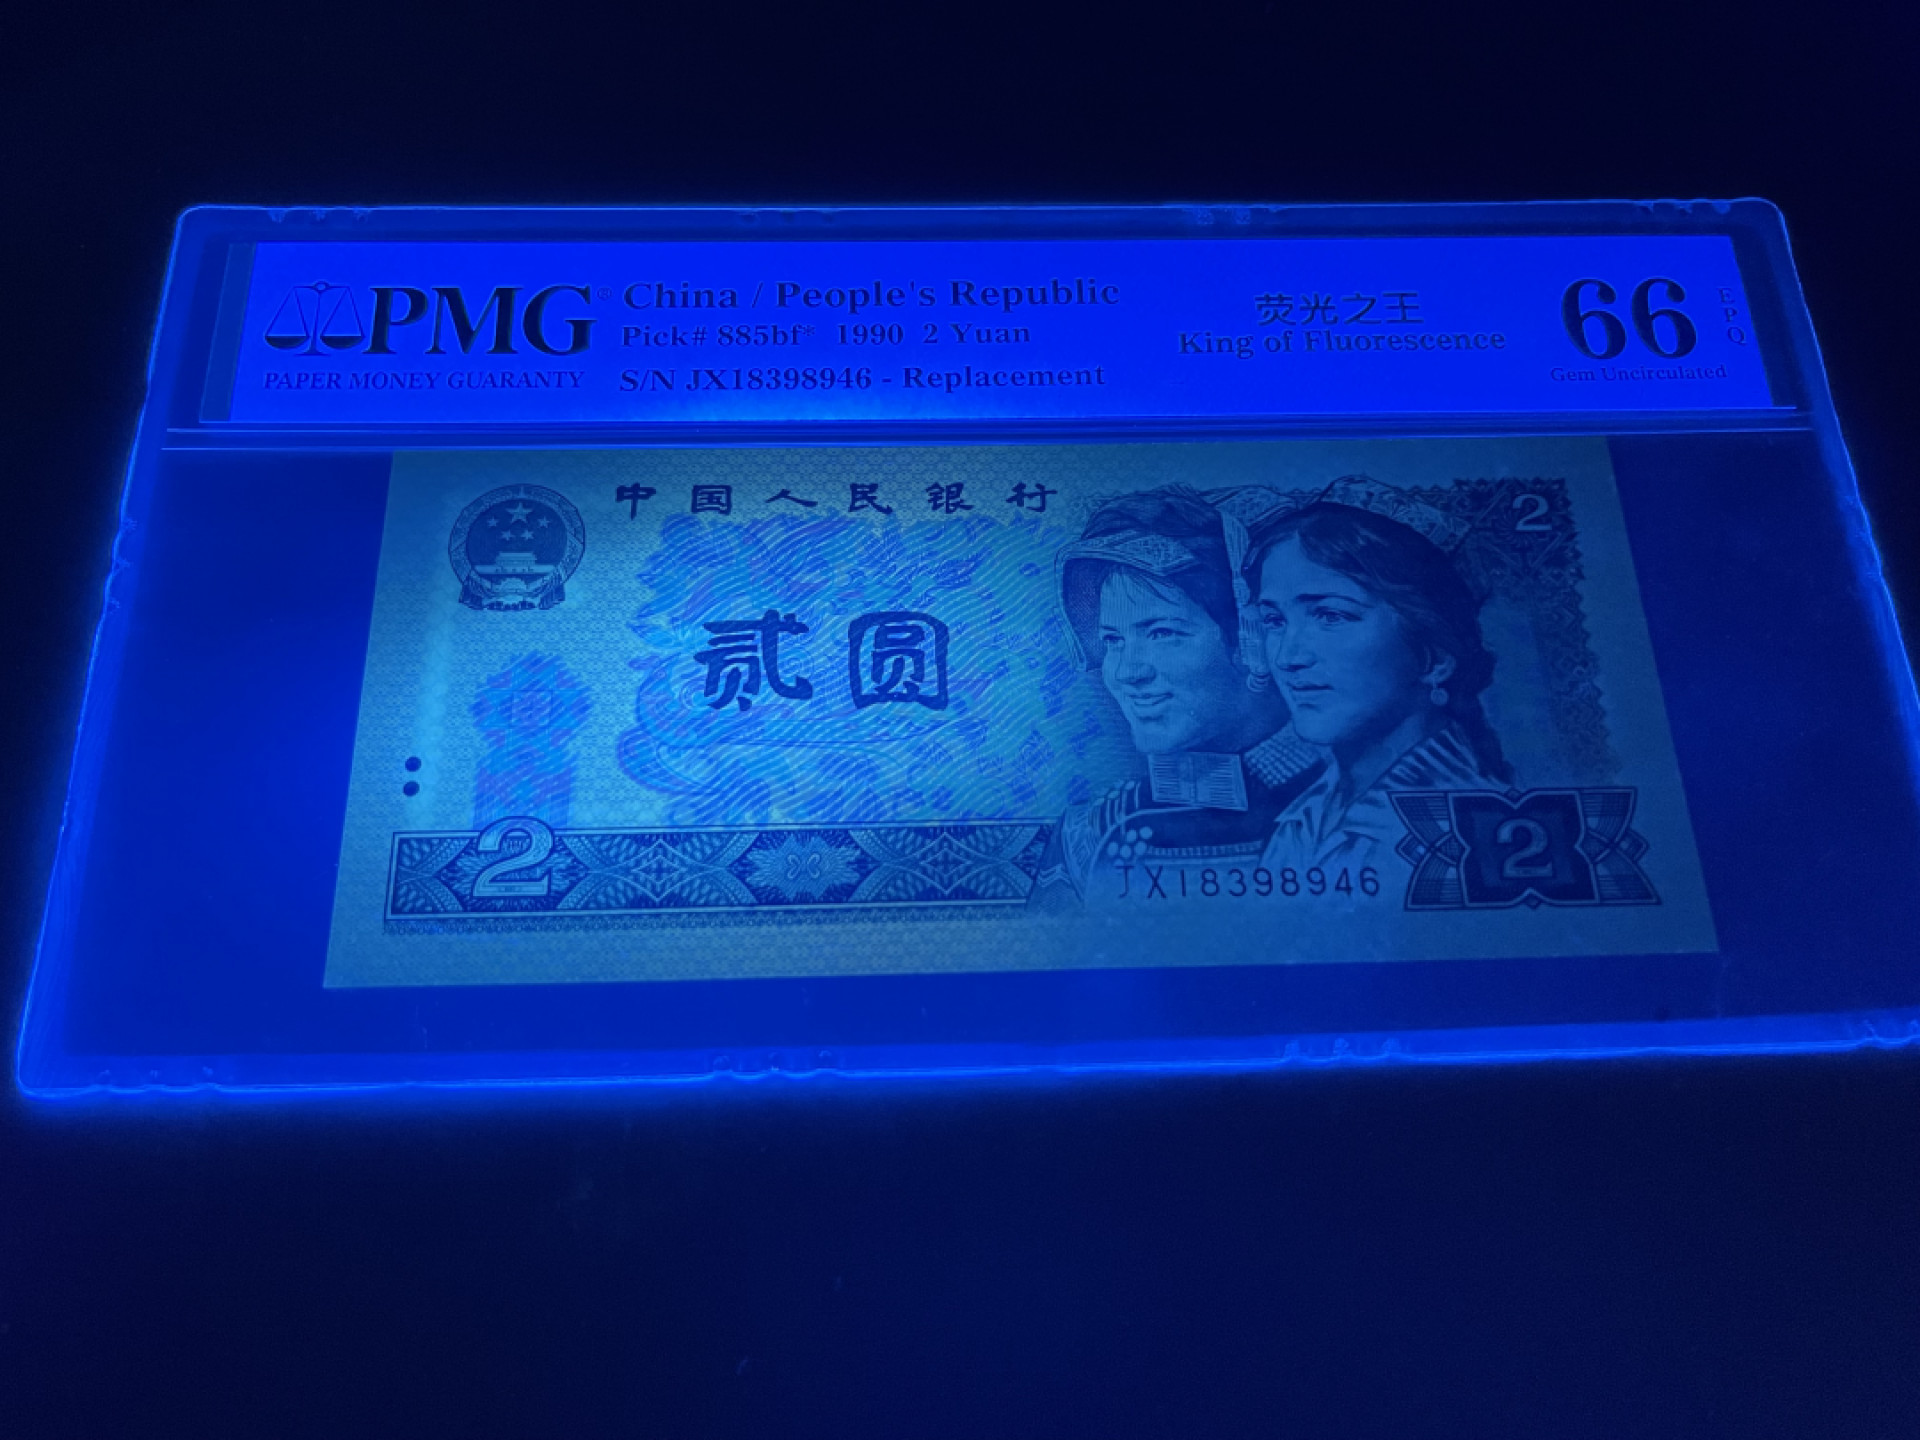 PMG®
PAPER MONEY GUARANTY
China / People's Republic
Pick# 885bf* 1990 2 Yuan
S/N JX18398946 - Replacement
荧光之王
King of Fluorescence
66
EPQ
Gem Uncirculated
中国人民银行
2
贰圆
2
JX18398946
2